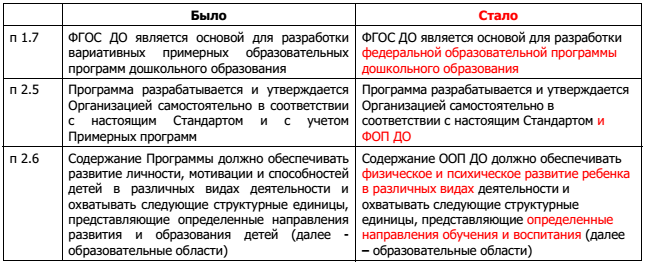 Было
Стало
п 1.7
ФГОС ДО является основой для разработки
вариативных примерных образовательных
программ дошкольного образования
ФГОС ДО является основой для разработки
федеральной образовательной программы
дошкольного образования
п 2.5
Программа разрабатывается и утверждается
Организацией самостоятельно в соответствии
с настоящим Стандартом и с учетом
Примерных программ
Программа разрабатывается и утверждается
Организацией самостоятельно в
соответствии с настоящим Стандартом и
ФОП ДО
п 2.6
Содержание Программы должно обеспечивать
развитие личности, мотивации и способностей
детей в различных видах деятельности и
охватывать следующие структурные единицы,
представляющие определенные направления
развития и образования детей (далее -
образовательные области)
Содержание ООП ДО должно обеспечивать
физическое и психическое развитие ребенка
в различных видах деятельности и
охватывать следующие структурные
единицы, представляющие определенные
направления обучения и воспитания (далее
– образовательные области)